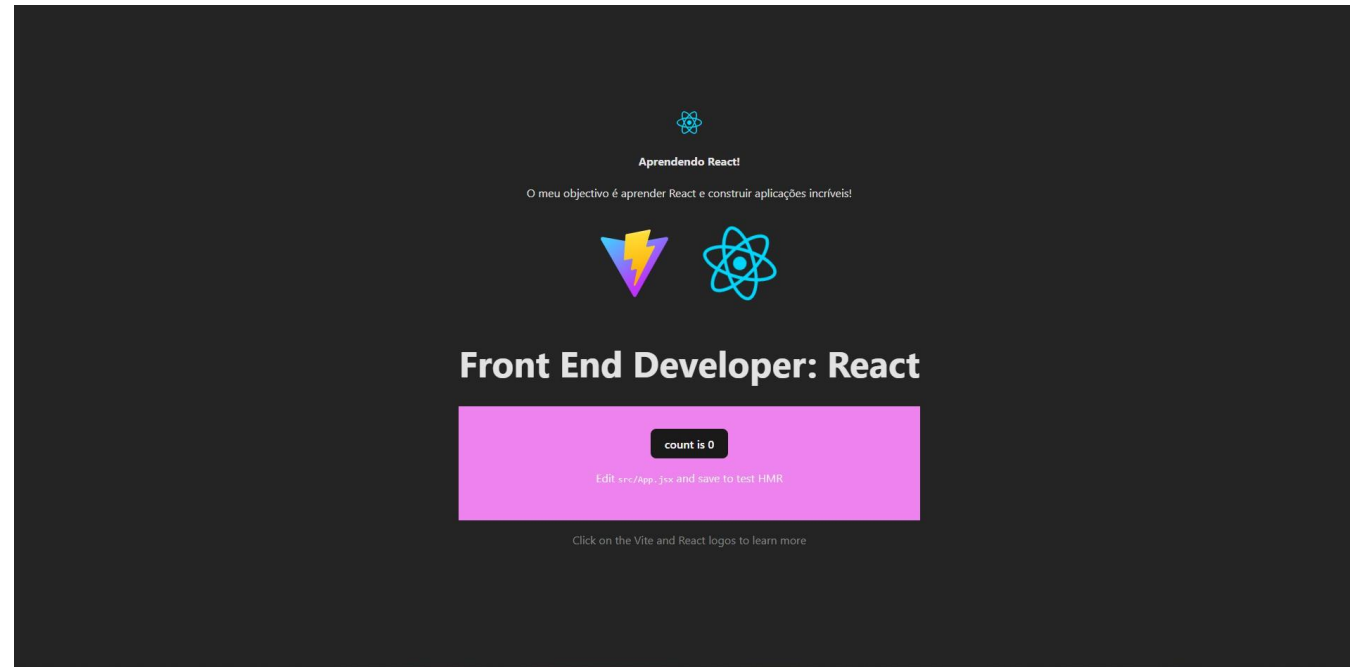 Aprendendo React!
O meu objectivo é aprender React e construir aplicações incríveis!
Front End Developer: React
count is 0
Edit src/App.jsx and save to test HMR
Click on the Vite and React logos to learn more